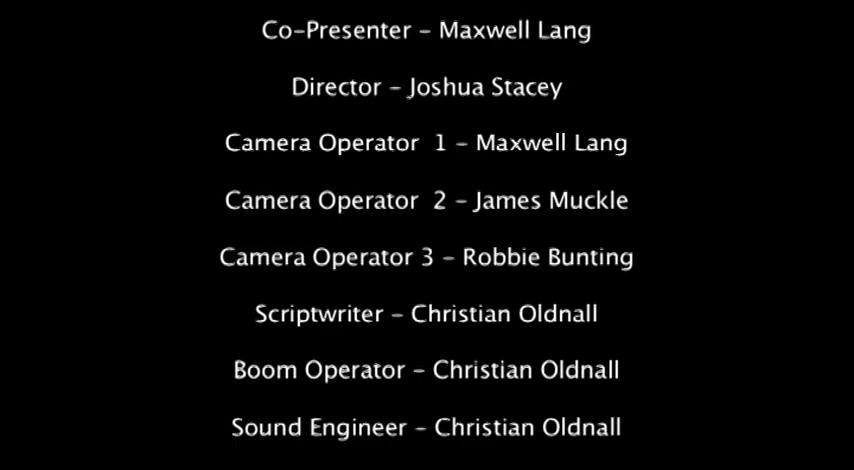 Co-Presenter - Maxwell Lang
Director - Joshua Stacey
Camera Operator  1 - Maxwell Lang
Camera Operator  2 - James Muckle
Camera Operator 3 - Robbie Bunting
Scriptwriter - Christian Oldnall
Boom Operator - Christian Oldnall
Sound Engineer - Christian Oldnall